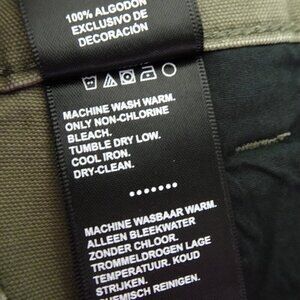 100% ALGODÓN
EXCLUSIVO DE
DECORACIÓN
MACHINE WASH WARM.
ONLY NON-CHLORINE
BLEACH.
TUMBLE DRY LOW.
COOL IRON.
DRY-CLEAN.
MACHINE WASBAAR WARM.
ALLEEN BLEEKWATER
ZONDER CHLOOR.
TROMMELDROGEN LAGE
TEMPERATUUR. KOUD
STRIJKEN.
CHEMISCH REINIGEN.